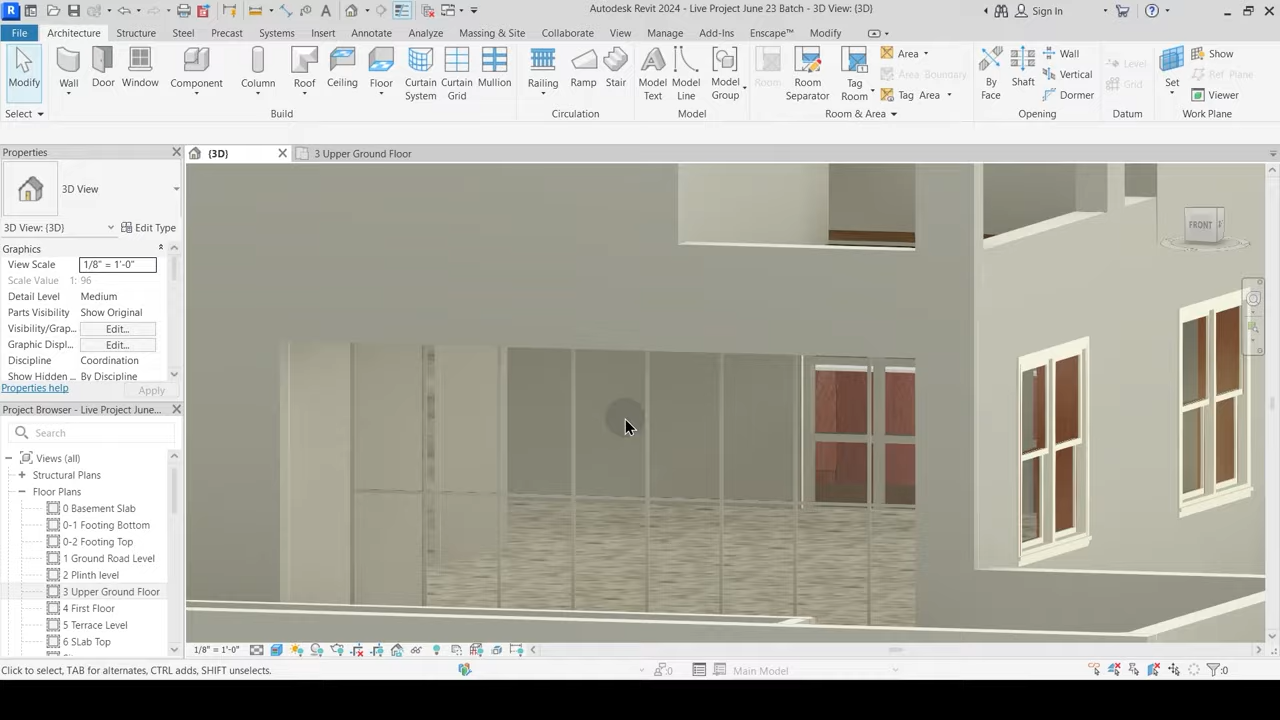 Autodesk Revit 2024 - Live Project June 23 Batch - 3D View: {3D}
Sign In
File Architecture Structure Steel Precast Systems Insert Annotate Analyze Massing & Site Collaborate View Manage Add-Ins Enscape™ Modify
Modify Wall Door Window Component Column Roof Ceiling Floor Curtain System Curtain Grid Mullion Railing Ramp Stair Model Text Model Line Model Group Room Room Separator Tag Room Area Area Boundary Tag Area By Face Shaft Wall Vertical Dormer Level Grid Set Show Ref Plane Viewer
Select Build Circulation Model Room & Area Opening Datum Work Plane
Properties
{3D}
3 Upper Ground Floor
3D View
3D View: {3D}
Edit Type
Graphics
View Scale 1/8" = 1'-0"
Scale Value 1: 96
Detail Level Medium
Parts Visibility Show Original
Visibility/Grap... Edit...
Graphic Displ... Edit...
Discipline Coordination
Show Hidden By Discipline
Properties help
Apply
Project Browser - Live Project June...
Search
Views (all)
Structural Plans
Floor Plans
0 Basement Slab
0-1 Footing Bottom
0-2 Footing Top
1 Ground Road Level
2 Plinth level
3 Upper Ground Floor
4 First Floor
5 Terrace Level
6 SLab Top
FRONT
1/8" = 1'-0"
Click to select, TAB for alternates, CTRL adds, SHIFT unselects.
:0
Main Model
:0